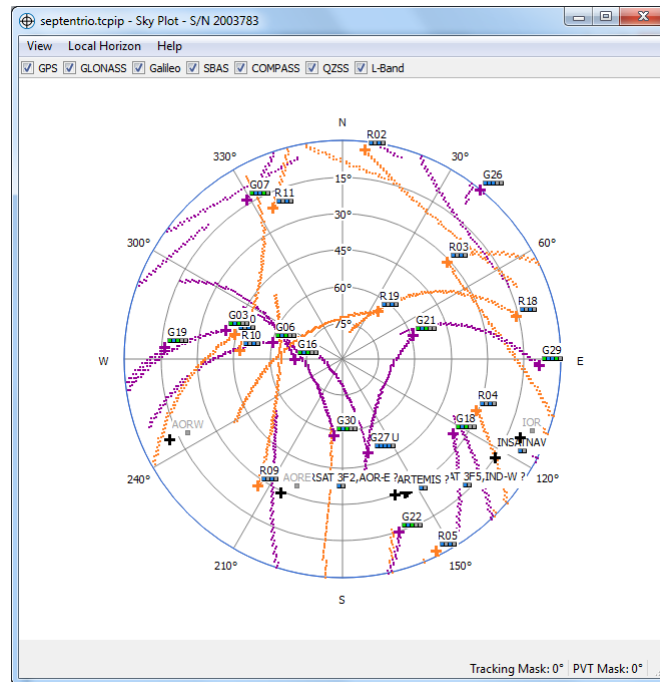 septentrio.tcpip - Sky Plot - S/N 2003783
View Local Horizon Help
GPS GLONASS Galileo SBAS COMPASS QZSS L-Band
N
R02
330°
30°
G26
15°
G07
R11
30°
300°
60°
45°
R03
60°
R19
R18
75°
G03
G21
G19
G06
R10
G16
G29
W
E
R04
AORW
G30
G18
IOR
G27 U
INSATNAV
240°
R09
AORE
SAT 3F2,AOR-E ?
ARTEMIS ?
AT 3F5,IND-W ?
120°
G22
R05
210°
150°
S
Tracking Mask: 0° PVT Mask: 0°